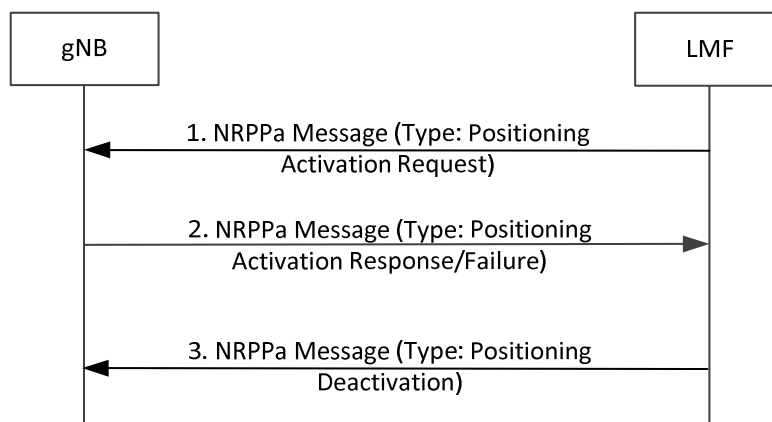 gNB
LMF
1. NRPPa Message (Type: Positioning
Activation Request)
2. NRPPa Message (Type: Positioning
Activation Response/Failure)
3. NRPPa Message (Type: Positioning
Deactivation)